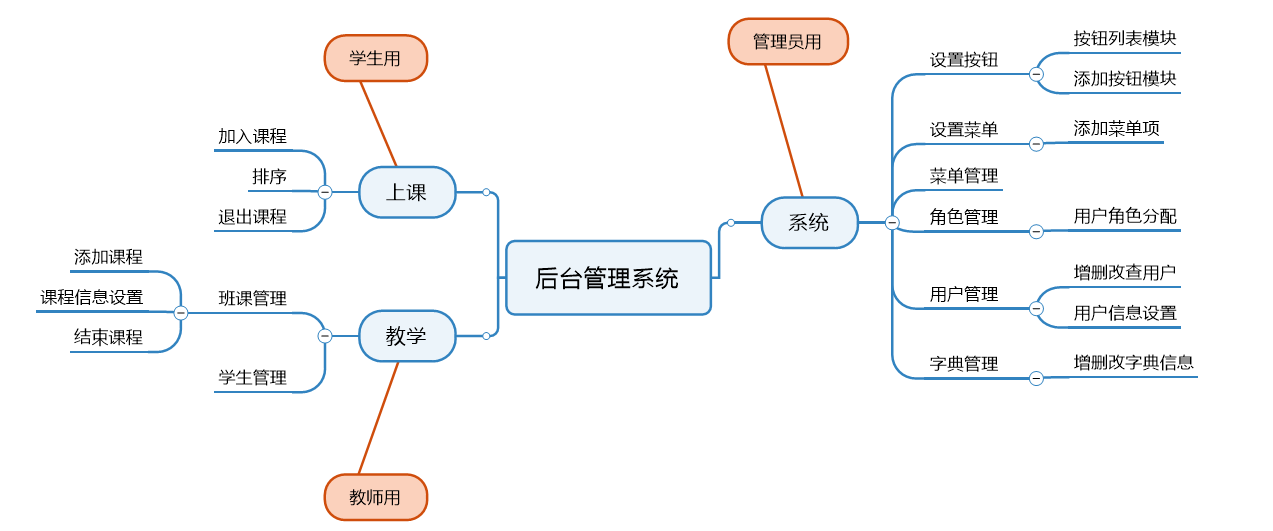 后台管理系统
学生用
上课
加入课程
排序
退出课程
教学
班课管理
添加课程
课程信息设置
结束课程
学生管理
教师用
管理员用
系统
设置按钮
按钮列表模块
添加按钮模块
设置菜单
添加菜单项
菜单管理
角色管理
用户角色分配
用户管理
增删改查用户
用户信息设置
字典管理
增删改字典信息